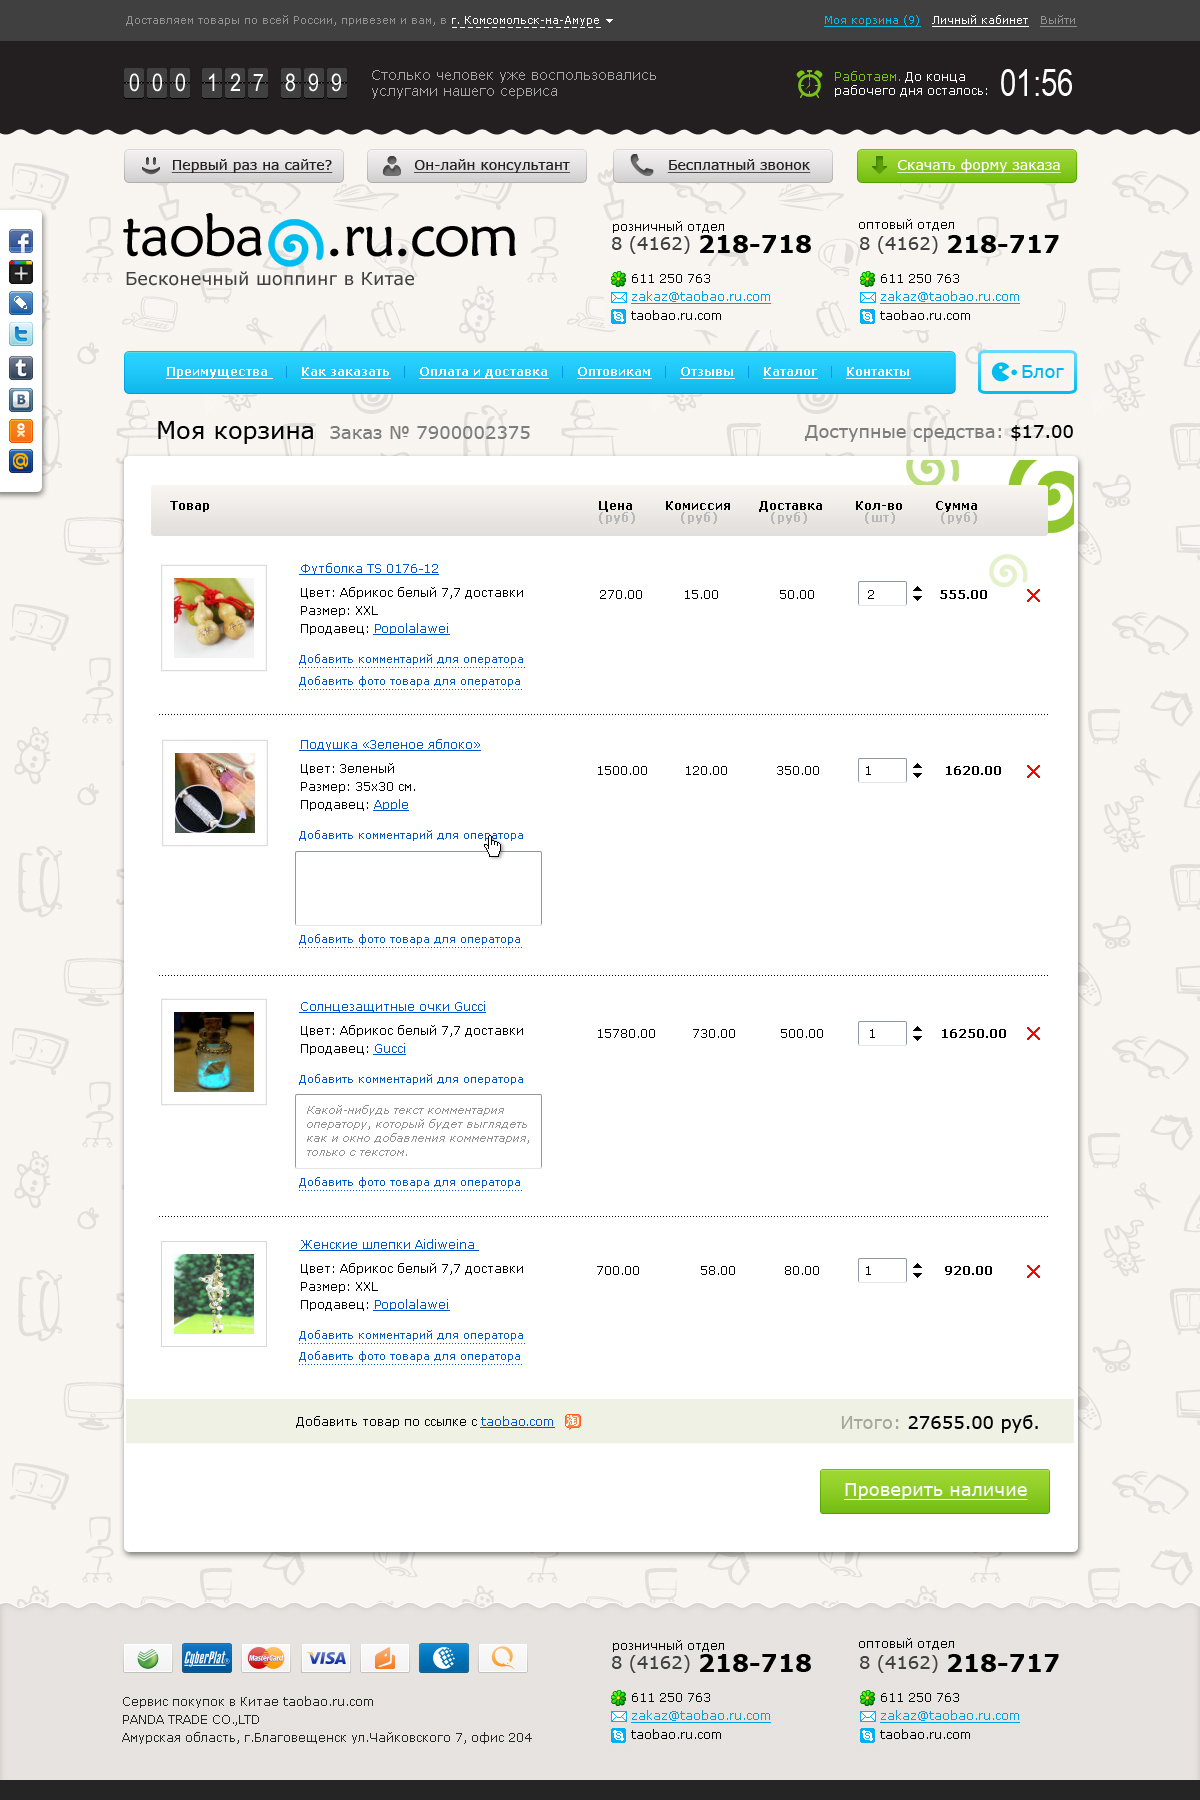 Доставляем товары по всей России, привезем и вам, в г. Комсомольск-на-Амуре
Моя корзина (9) Личный кабинет Выйти
000 127 899
Столько человек уже воспользовались
услугами нашего сервиса
Работаем. До конца
рабочего дня осталось:
01:56
Первый раз на сайте?
Он-лайн консультант
Бесплатный звонок
Скачать форму заказа
taobao.ru.com
Бесконечный шоппинг в Китае
розничный отдел
8 (4162) 218-718
611 250 763
zakaz@taobao.ru.com
taobao.ru.com
оптовый отдел
8 (4162) 218-717
611 250 763
zakaz@taobao.ru.com
taobao.ru.com
Преимущества Как заказать Оплата и доставка Оптовикам Отзывы Каталог Контакты
Блог
Моя корзина Заказ № 7900002375
Доступные средства: $17.00
Товар Цена Комиссия Доставка Кол-во Сумма
(руб) (руб) (руб) (шт) (руб)
Футболка TS 0176-12
Цвет: Абрикос белый 7,7 доставки
Размер: XXL
Продавец: Popolalawei
270.00 15.00 50.00 2 555.00
Добавить комментарий для оператора
Добавить фото товара для оператора
Подушка «Зеленое яблоко»
Цвет: Зеленый
Размер: 35х30 см.
Продавец: Apple
1500.00 120.00 350.00 1 1620.00
Добавить комментарий для оператора
Добавить фото товара для оператора
Солнцезащитные очки Gucci
Цвет: Абрикос белый 7,7 доставки
Продавец: Gucci
15780.00 730.00 500.00 1 16250.00
Добавить комментарий для оператора
Какой-нибудь текст комментария
оператору, который будет выглядеть
как и окно добавления комментария,
только с текстом.
Добавить фото товара для оператора
Женские шлепки Aidiweina
Цвет: Абрикос белый 7,7 доставки
Размер: XXL
Продавец: Popolalawei
700.00 58.00 80.00 1 920.00
Добавить комментарий для оператора
Добавить фото товара для оператора
Добавить товар по ссылке с taobao.com 淘
Итого: 27655.00 руб.
Проверить наличие
CyberPlat MasterCard VISA
Сервис покупок в Китае taobao.ru.com
PANDA TRADE CO.,LTD
Амурская область, г.Благовещенск ул.Чайковского 7, офис 204
розничный отдел
8 (4162) 218-718
611 250 763
zakaz@taobao.ru.com
taobao.ru.com
оптовый отдел
8 (4162) 218-717
611 250 763
zakaz@taobao.ru.com
taobao.ru.com